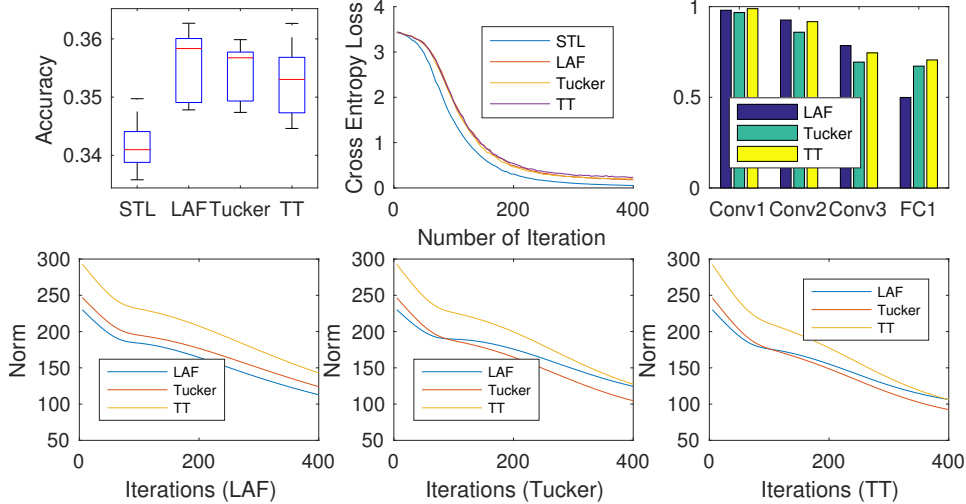 Accuracy
0.36
0.35
0.34
STL LAF Tucker TT
Cross Entropy Loss
4
3
2
1
0
STL
LAF
Tucker
TT
0 200 400
Number of Iteration
1
0.5
0
LAF
Tucker
TT
Conv1 Conv2 Conv3 FC1
Norm
300
250
200
150
100
50
LAF
Tucker
TT
0 200 400
Iterations (LAF)
Norm
300
250
200
150
100
50
LAF
Tucker
TT
0 200 400
Iterations (Tucker)
Norm
300
250
200
150
100
50
LAF
Tucker
TT
0 200 400
Iterations (TT)